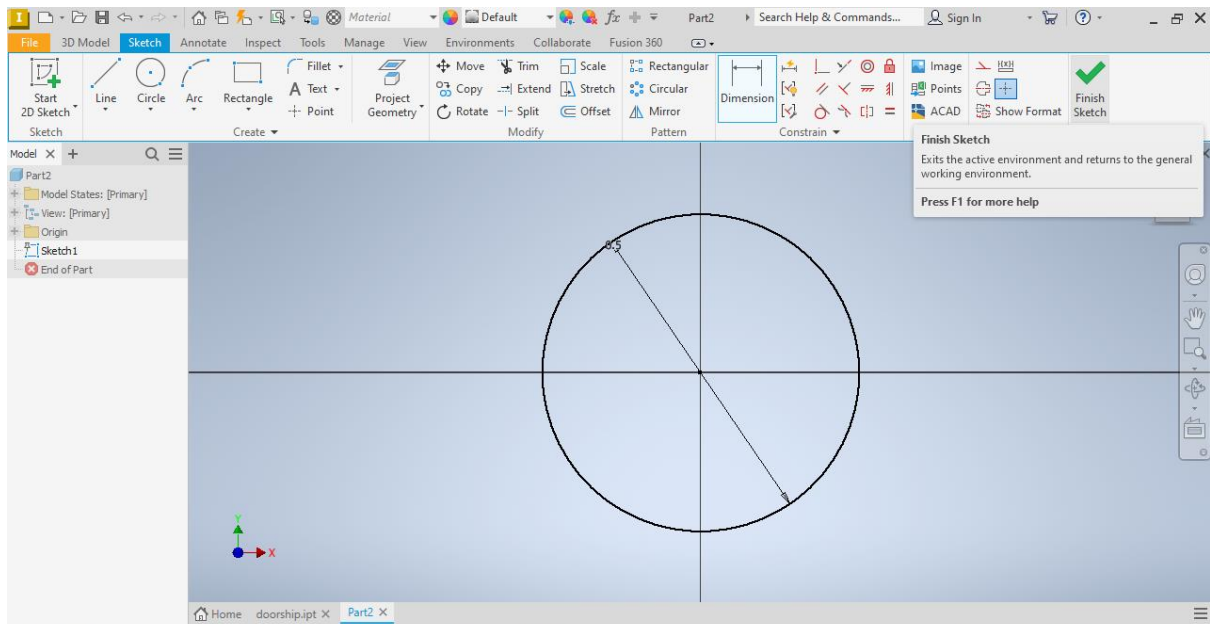 I Material Default fx Part2 Search Help & Commands... Sign In ?
File 3D Model Sketch Annotate Inspect Tools Manage View Environments Collaborate Fusion 360
Start 2D Sketch
Line
Circle
Arc
Rectangle
Fillet
A Text
Point
Project Geometry
Move Trim Scale
Copy Extend Stretch
Rotate Split Offset
Rectangular
Circular
Mirror
Dimension
Image
Points
ACAD
Show Format
Finish Sketch
Sketch Create Modify Pattern Constrain
Finish Sketch
Exits the active environment and returns to the general
working environment.
Press F1 for more help
Model X +
Part2
Model States: [Primary]
View: [Primary]
Origin
Sketch1
End of Part
0.5
Y
X
Home doorship.ipt X Part2 X